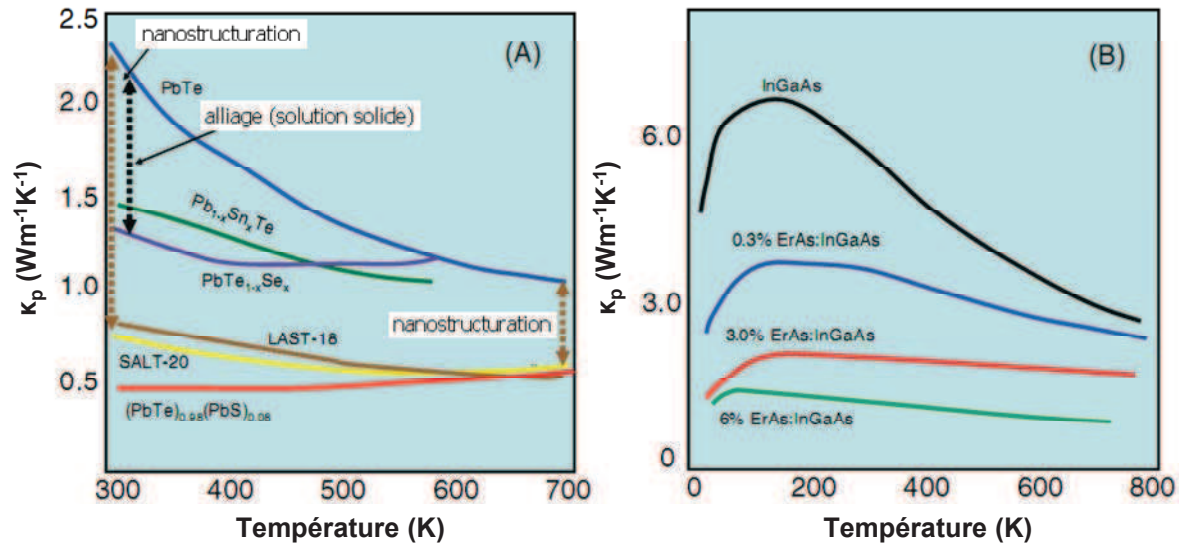 2.5
nanostructuration
(A)
PbTe
2.0
alliage (solution solide)
1.5
Pb₁₋ₓSnₓTe
PbTe₁₋ₓSeₓ
1.0
nanostructuration
LAST-18
SALT-20
0.5
(PbTe)₀.₉₈(PbS)₀.₀₈
κp (Wm⁻¹K⁻¹)
300 400 500 600 700
Température (K)
(B)
InGaAs
6.0
0.3% ErAs:InGaAs
3.0
3.0% ErAs:InGaAs
6% ErAs:InGaAs
0
κp (Wm⁻¹K⁻¹)
0 200 400 600 800
Température (K)